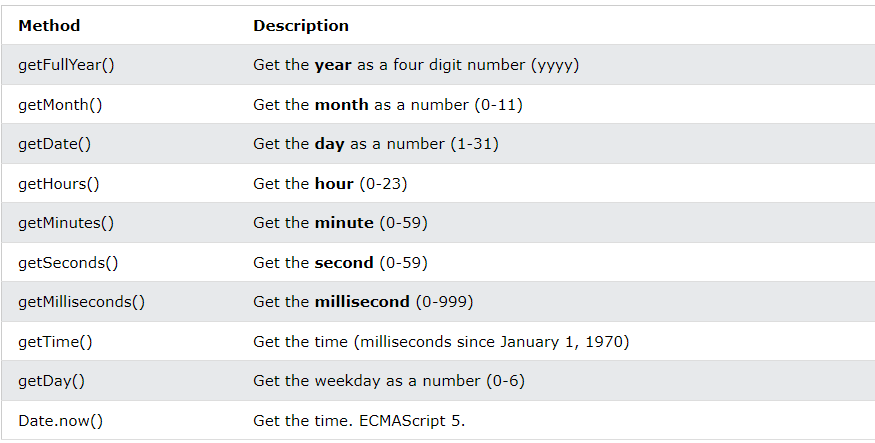 Method Description
getFullYear() Get the year as a four digit number (yyyy)
getMonth() Get the month as a number (0-11)
getDate() Get the day as a number (1-31)
getHours() Get the hour (0-23)
getMinutes() Get the minute (0-59)
getSeconds() Get the second (0-59)
getMilliseconds() Get the millisecond (0-999)
getTime() Get the time (milliseconds since January 1, 1970)
getDay() Get the weekday as a number (0-6)
Date.now() Get the time. ECMAScript 5.